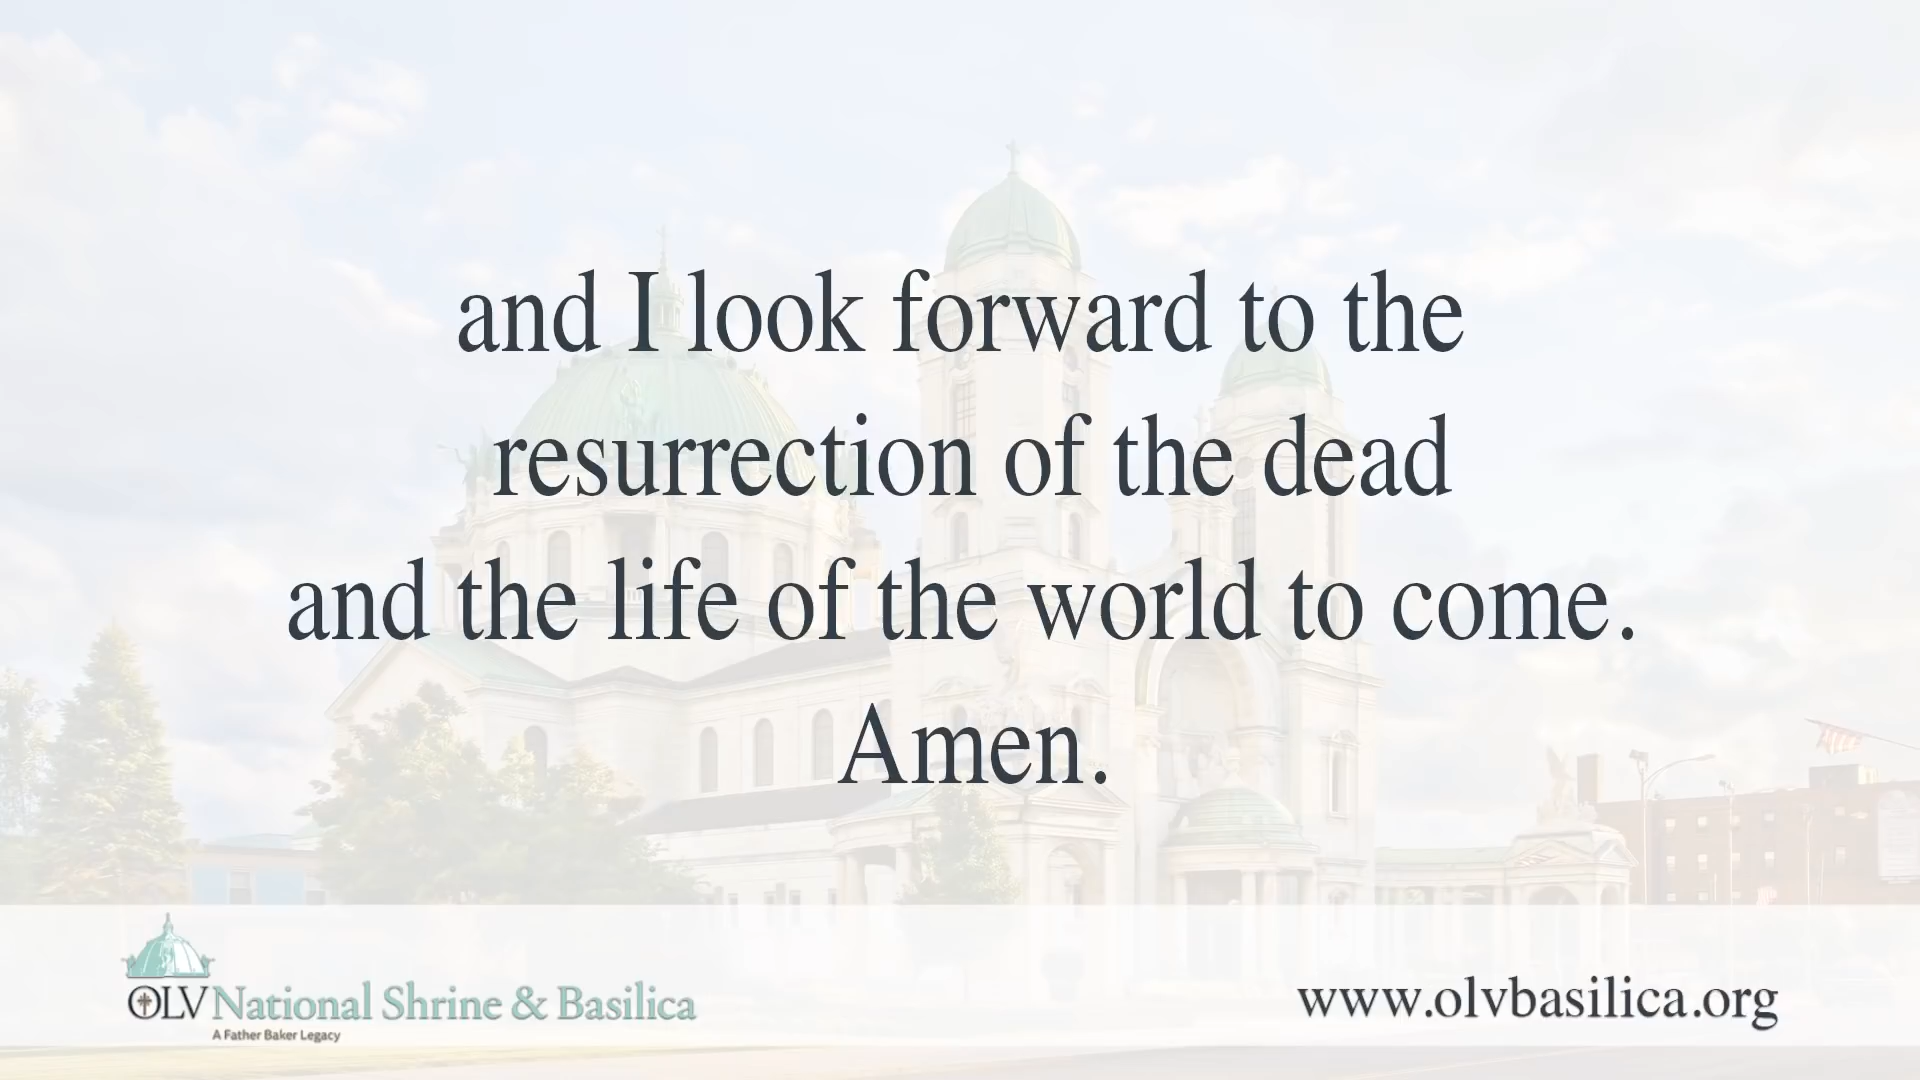 and I look forward to the
resurrection of the dead
and the life of the world to come.
Amen.
OLV National Shrine & Basilica
A Father Baker Legacy
www.olvbasilica.org